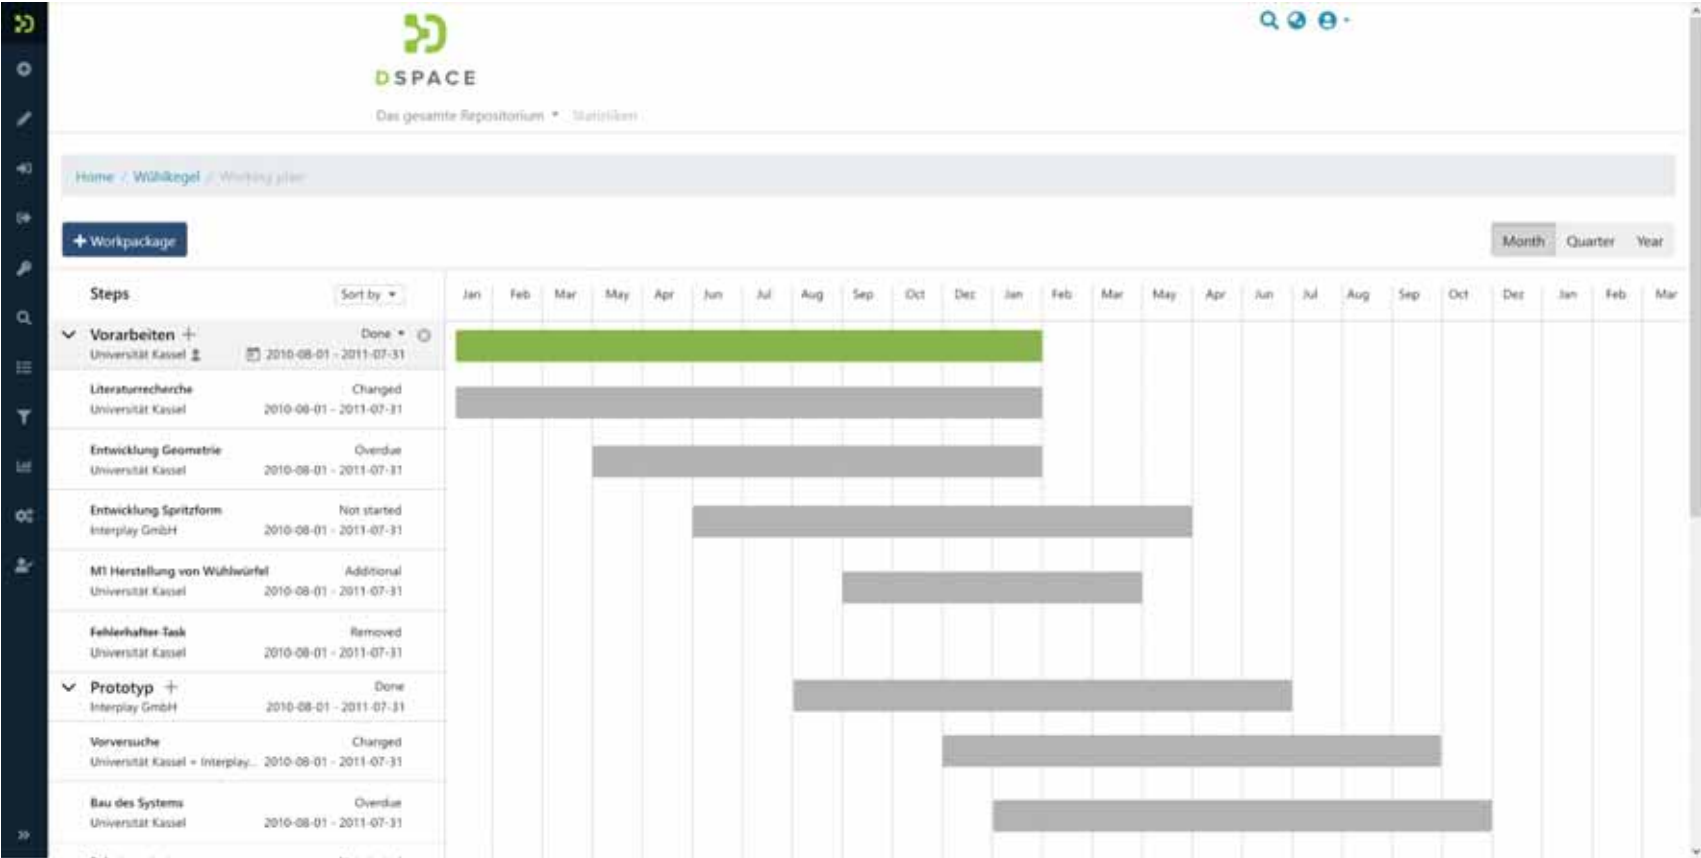 DSPACE
Das gesamte Repositorium Statistiken
Home / Wühlkegel / Working plan
+ Workpackage
Month Quarter Year
Steps Sort by Jan Feb Mar May Apr Jun Jul Aug Sep Oct Dez Jan Feb Mar May Apr Jun Jul Aug Sep Oct Dez Jan Feb Mar
Vorarbeiten + Done
Universität Kassel 2010-08-01 - 2011-07-31
Literaturrecherche Changed
Universität Kassel 2010-08-01 - 2011-07-31
Entwicklung Geometrie Overdue
Universität Kassel 2010-08-01 - 2011-07-31
Entwicklung Spritzform Not started
Interplay GmbH 2010-08-01 - 2011-07-31
M1 Herstellung von Wühlwürfel Additional
Universität Kassel 2010-08-01 - 2011-07-31
Fehlerhafter Task Removed
Universität Kassel 2010-08-01 - 2011-07-31
Prototyp + Done
Interplay GmbH 2010-08-01 - 2011-07-31
Vorversuche Changed
Universität Kassel + Interplay... 2010-08-01 - 2011-07-31
Bau des Systems Overdue
Universität Kassel 2010-08-01 - 2011-07-31